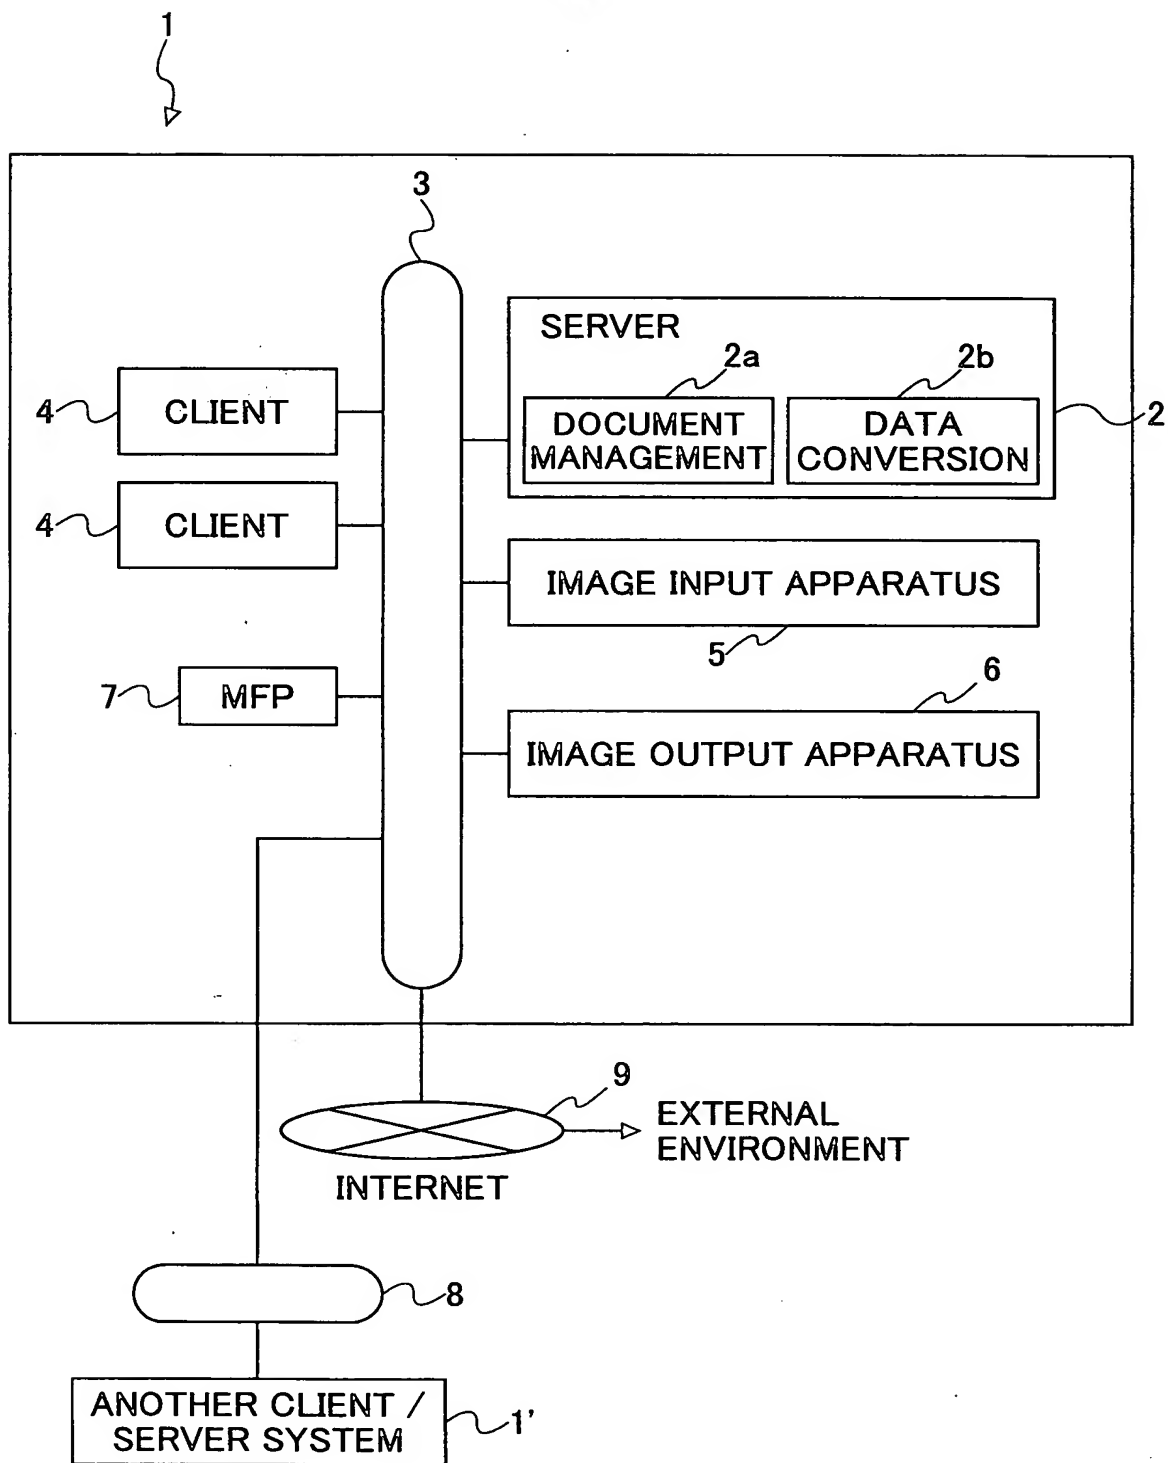 1
3
SERVER
2a
2b
4
CLIENT
DOCUMENT
MANAGEMENT
DATA
CONVERSION
2
4
CLIENT
IMAGE INPUT APPARATUS
5
7
MFP
6
IMAGE OUTPUT APPARATUS
9
EXTERNAL
ENVIRONMENT
INTERNET
8
ANOTHER CLIENT /
SERVER SYSTEM
1'